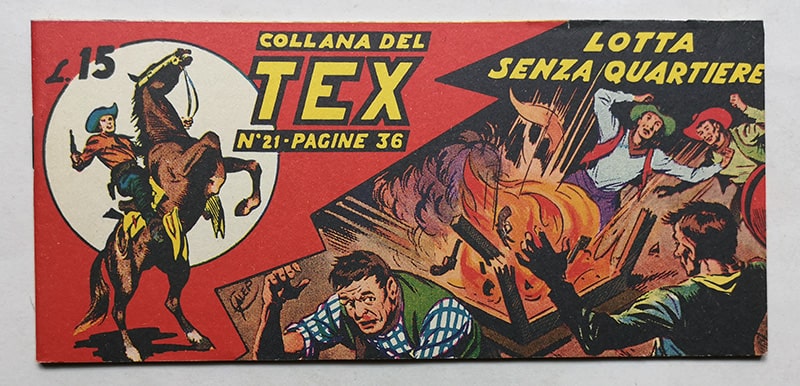 L. 15
COLLANA DEL
TEX
N° 21 - PAGINE 36
LOTTA
SENZA QUARTIERE